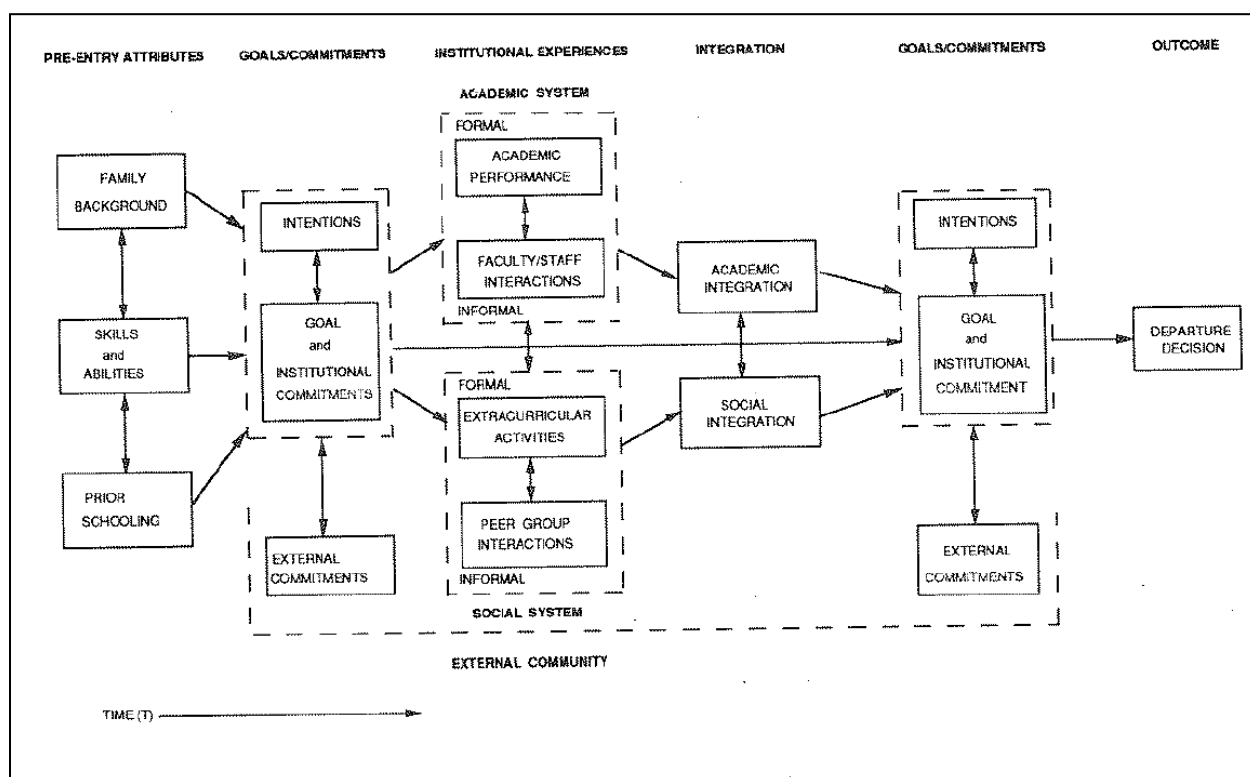 PRE-ENTRY ATTRIBUTES
GOALS/COMMITMENTS
INSTITUTIONAL EXPERIENCES
INTEGRATION
GOALS/COMMITMENTS
OUTCOME
ACADEMIC SYSTEM
FORMAL
ACADEMIC
PERFORMANCE
FACULTY/STAFF
INTERACTIONS
INFORMAL
FAMILY
BACKGROUND
SKILLS
and
ABILITIES
PRIOR
SCHOOLING
INTENTIONS
GOAL
and
INSTITUTIONAL
COMMITMENTS
EXTERNAL
COMMITMENTS
FORMAL
EXTRACURRICULAR
ACTIVITIES
PEER GROUP
INTERACTIONS
INFORMAL
SOCIAL SYSTEM
ACADEMIC
INTEGRATION
SOCIAL
INTEGRATION
INTENTIONS
GOAL
and
INSTITUTIONAL
COMMITMENT
EXTERNAL
COMMITMENTS
DEPARTURE
DECISION
EXTERNAL COMMUNITY
TIME (T)